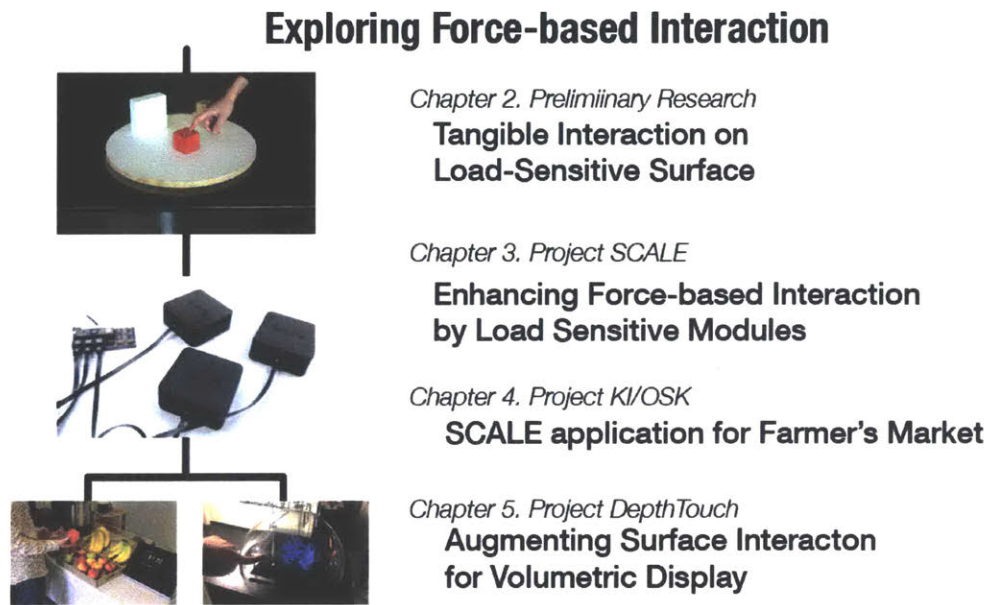 Exploring Force-based Interaction
Chapter 2. Prelimiinary Research
Tangible Interaction on
Load-Sensitive Surface
Chapter 3. Project SCALE
Enhancing Force-based Interaction
by Load Sensitive Modules
Chapter 4. Project KI/OSK
SCALE application for Farmer's Market
Chapter 5. Project DepthTouch
Augmenting Surface Interacton
for Volumetric Display